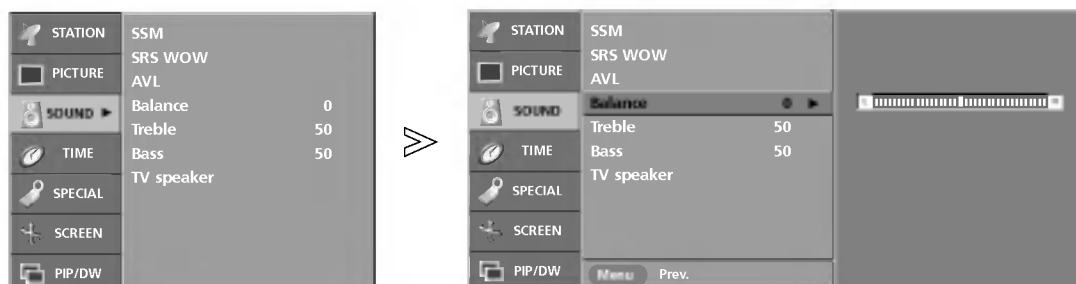 STATION
PICTURE
SOUND
TIME
SPECIAL
SCREEN
PIP/DW
SSM
SRS WOW
AVL
Balance 0
Treble 50
Bass 50
TV speaker
STATION
PICTURE
SOUND
TIME
SPECIAL
SCREEN
PIP/DW
SSM
SRS WOW
AVL
Balance 0
Treble 50
Bass 50
TV speaker
Menu Prev.